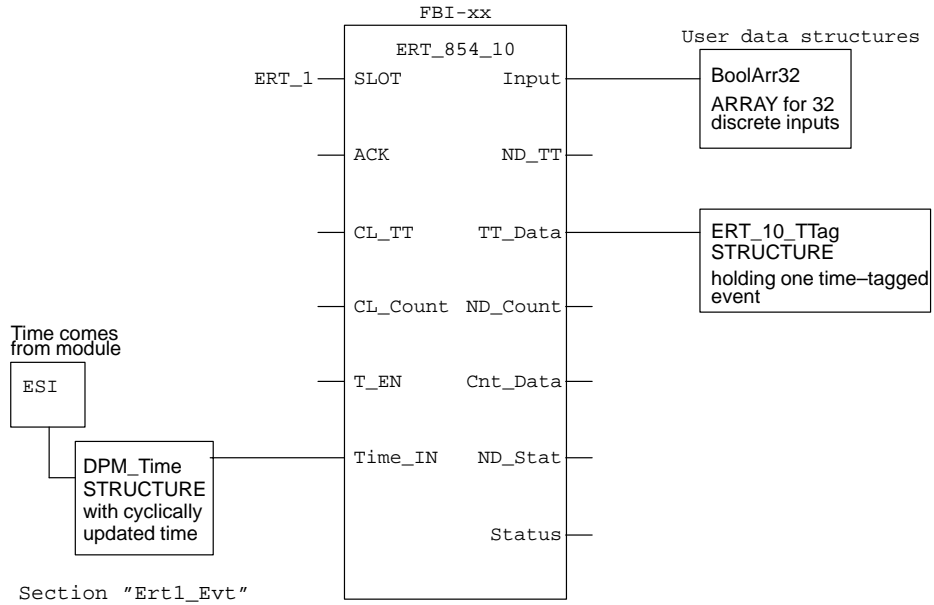 FBI-xx
ERT_854_10
User data structures
ERT_1
SLOT
Input
BoolArr32
ARRAY for 32
discrete inputs
ACK
ND_TT
CL_TT
TT_Data
ERT_10_TTag
STRUCTURE
holding one time–tagged
event
CL_Count
ND_Count
Time comes
from module
ESI
T_EN
Cnt_Data
DPM_Time
STRUCTURE
with cyclically
updated time
Time_IN
ND_Stat
Status
Section "Ert1_Evt"